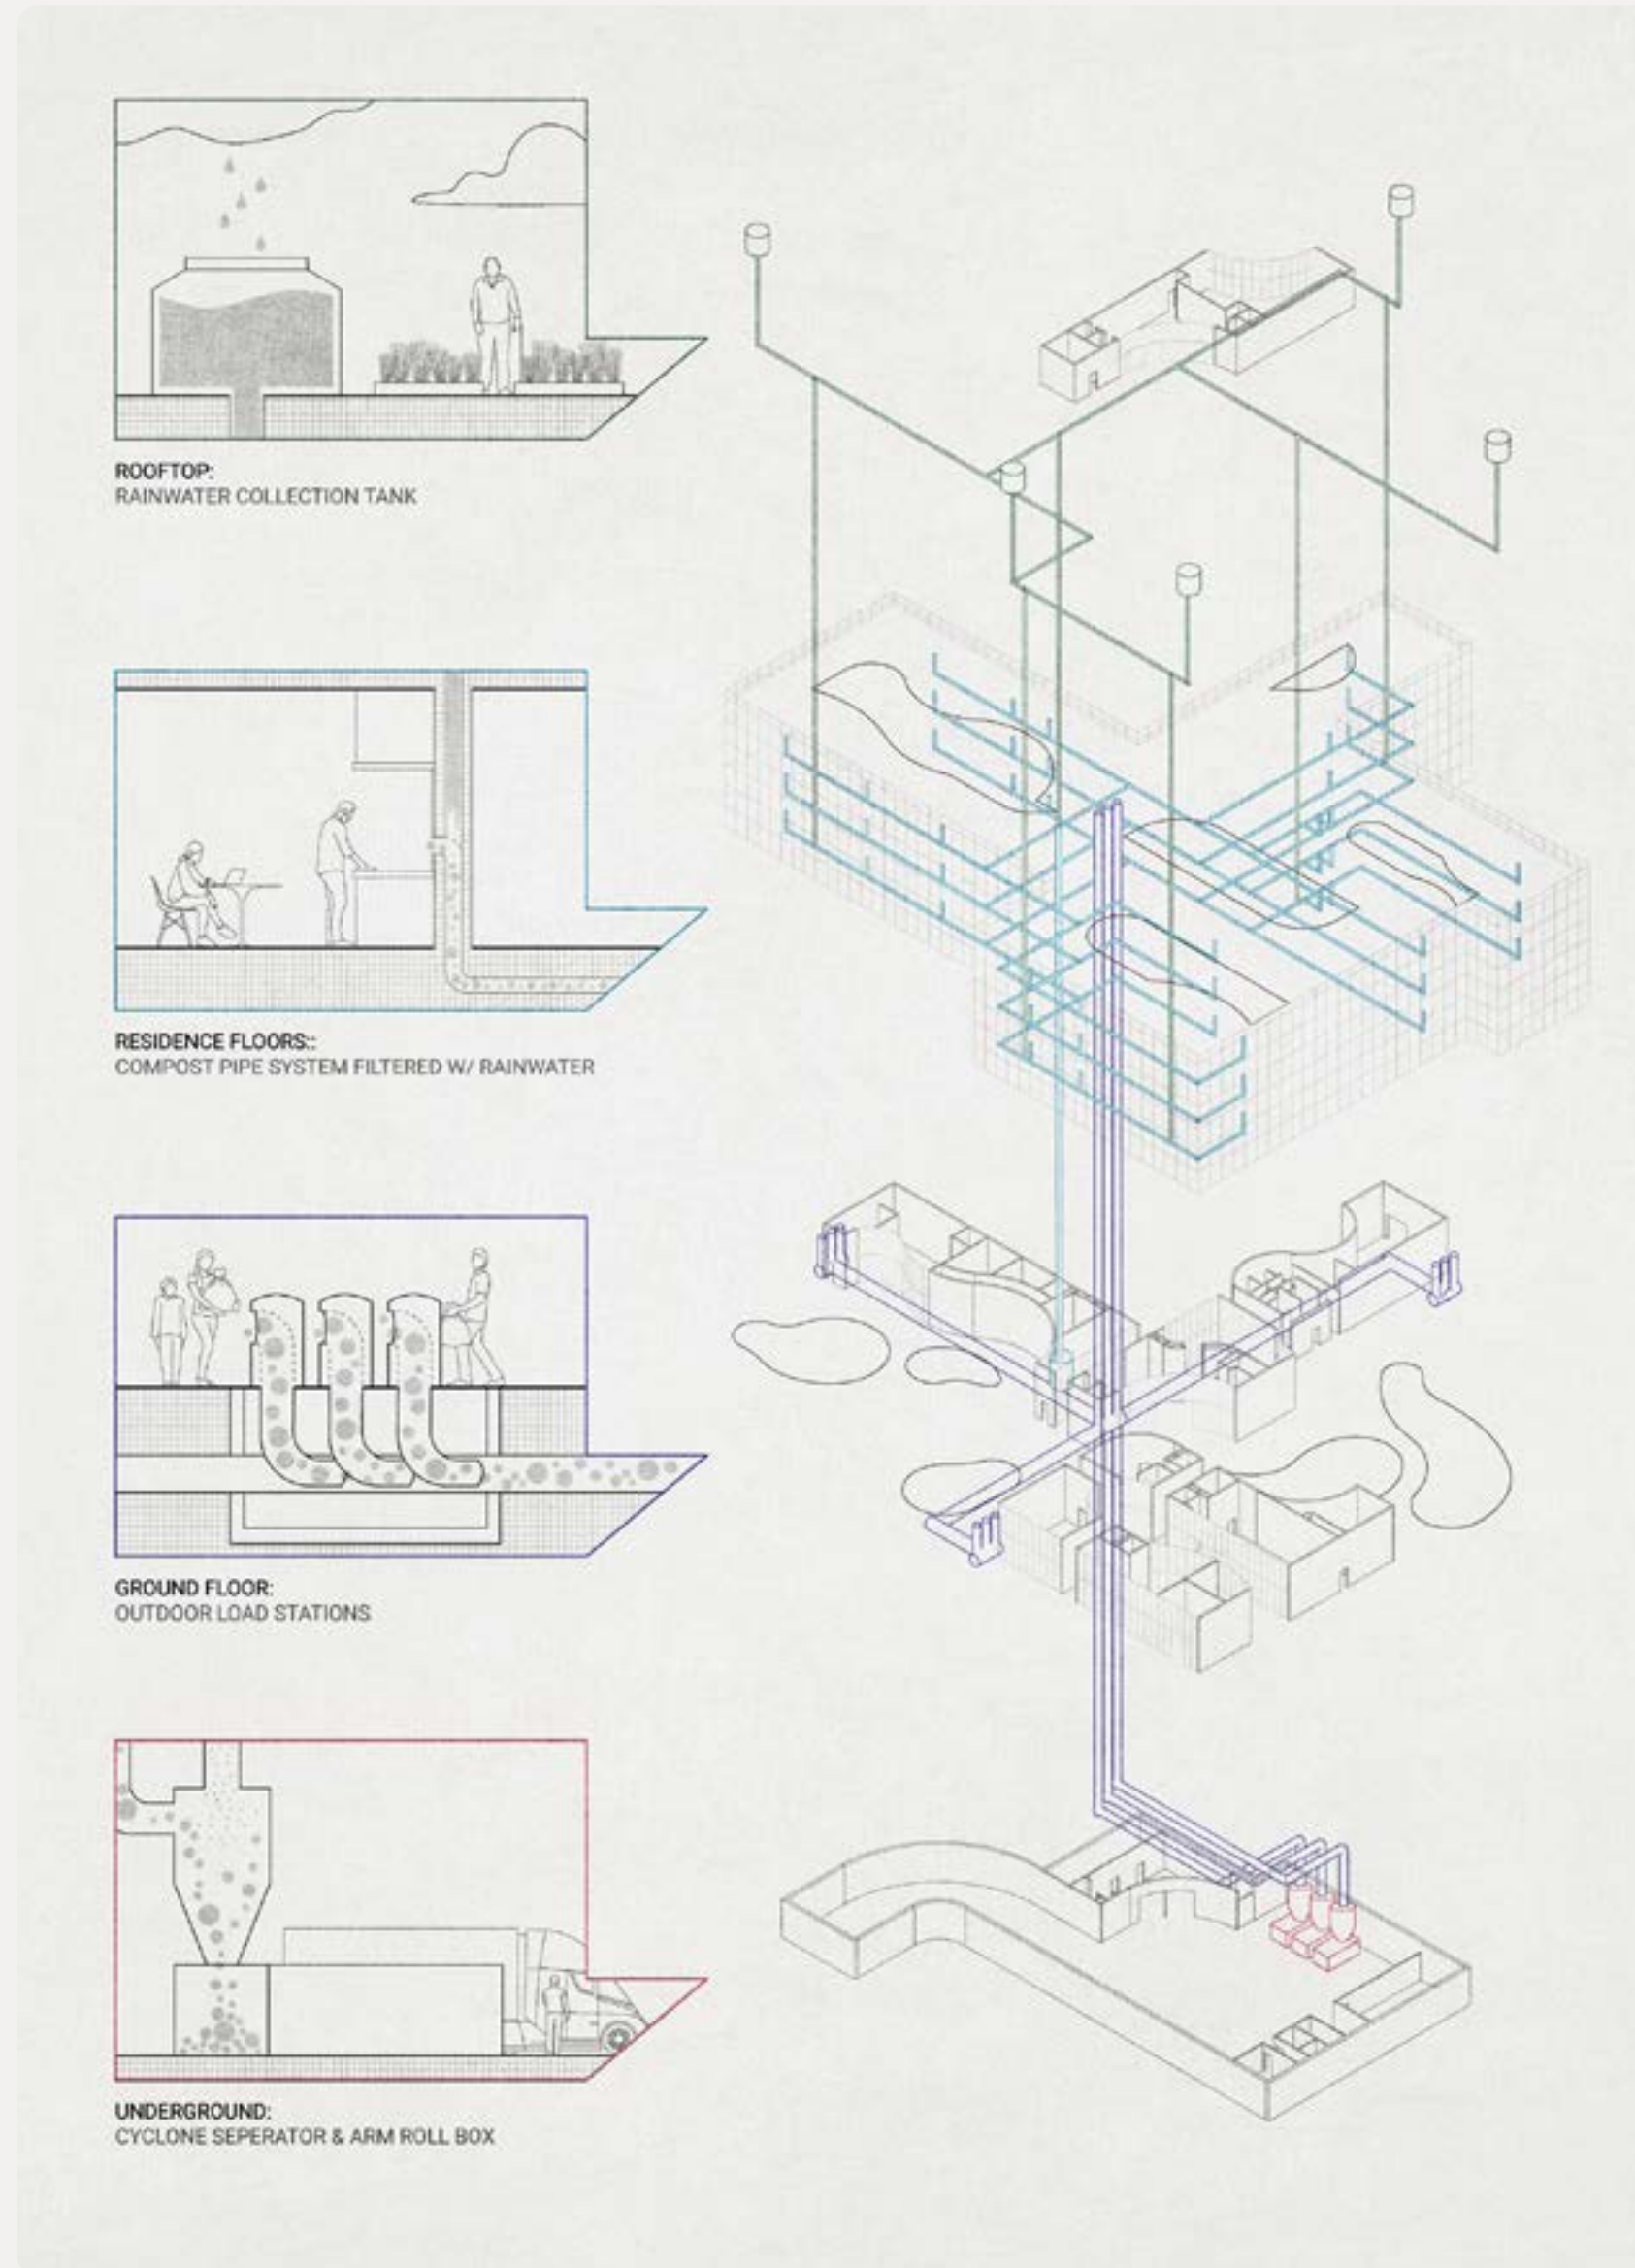 ROOFTOP:
RAINWATER COLLECTION TANK
RESIDENCE FLOORS::
COMPOST PIPE SYSTEM FILTERED W/ RAINWATER
GROUND FLOOR:
OUTDOOR LOAD STATIONS
UNDERGROUND:
CYCLONE SEPERATOR & ARM ROLL BOX